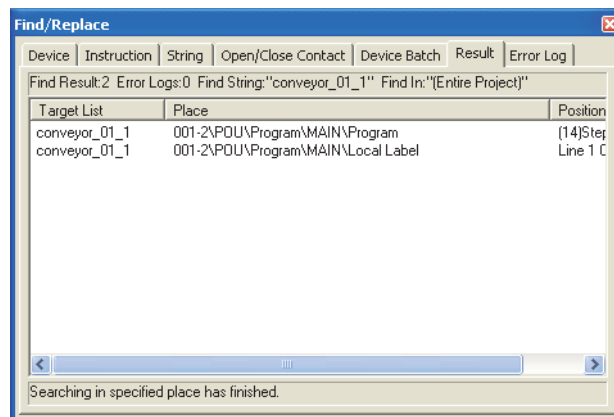 Find/Replace
Device Instruction String Open/Close Contact Device Batch Result Error Log
Find Result:2 Error Logs:0 Find String:"conveyor_01_1" Find In:"(Entire Project)"
Target List Place Position
conveyor_01_1 001-2\POU\Program\MAIN\Program (14)Step
conveyor_01_1 001-2\POU\Program\MAIN\Local Label Line 1 C
Searching in specified place has finished.